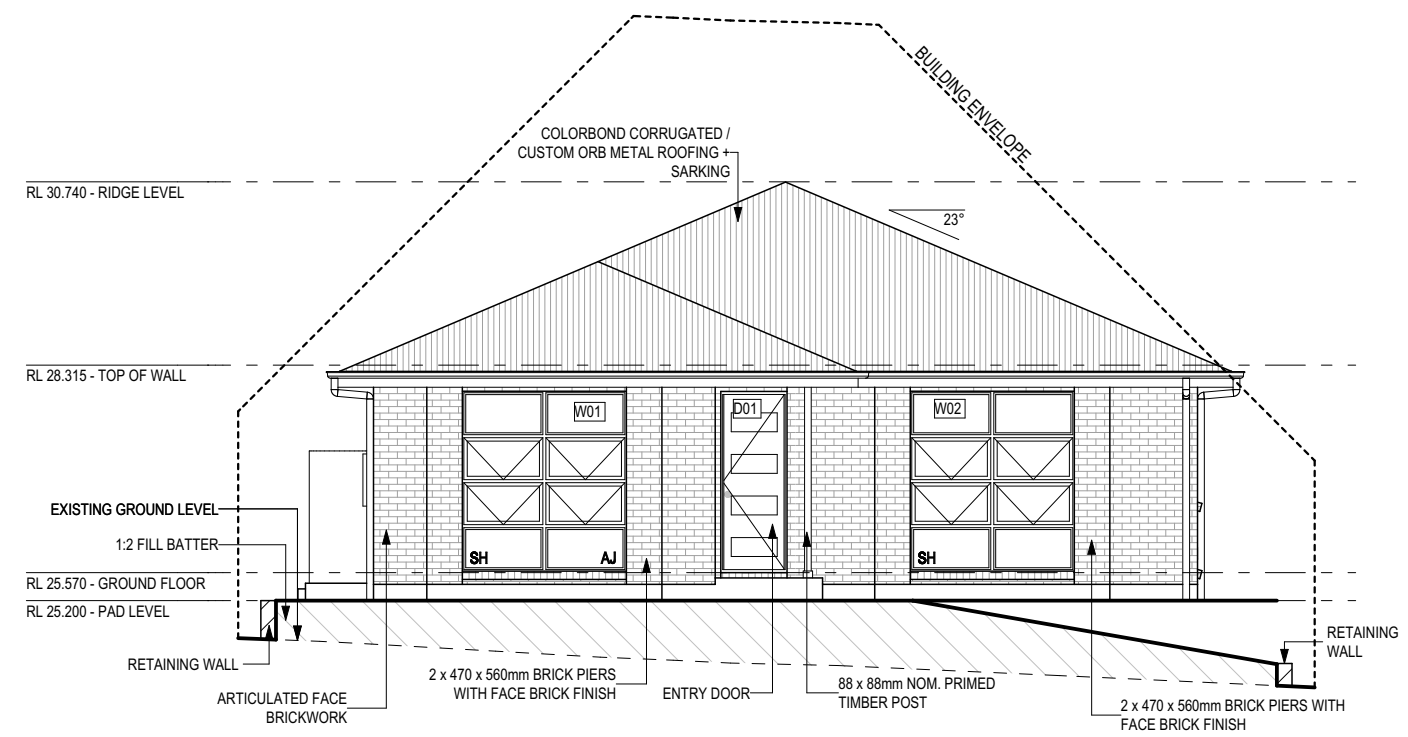 BUILDING ENVELOPE
COLORBOND CORRUGATED /
CUSTOM ORB METAL ROOFING +
SARKING
RL 30.740 - RIDGE LEVEL
23°
RL 28.315 - TOP OF WALL
W01
D01
W02
EXISTING GROUND LEVEL
1:2 FILL BATTER
SH
AJ
SH
RL 25.570 - GROUND FLOOR
RL 25.200 - PAD LEVEL
RETAINING WALL
ARTICULATED FACE
BRICKWORK
2 x 470 x 560mm BRICK PIERS
WITH FACE BRICK FINISH
ENTRY DOOR
88 x 88mm NOM. PRIMED
TIMBER POST
2 x 470 x 560mm BRICK PIERS WITH
FACE BRICK FINISH
RETAINING
WALL